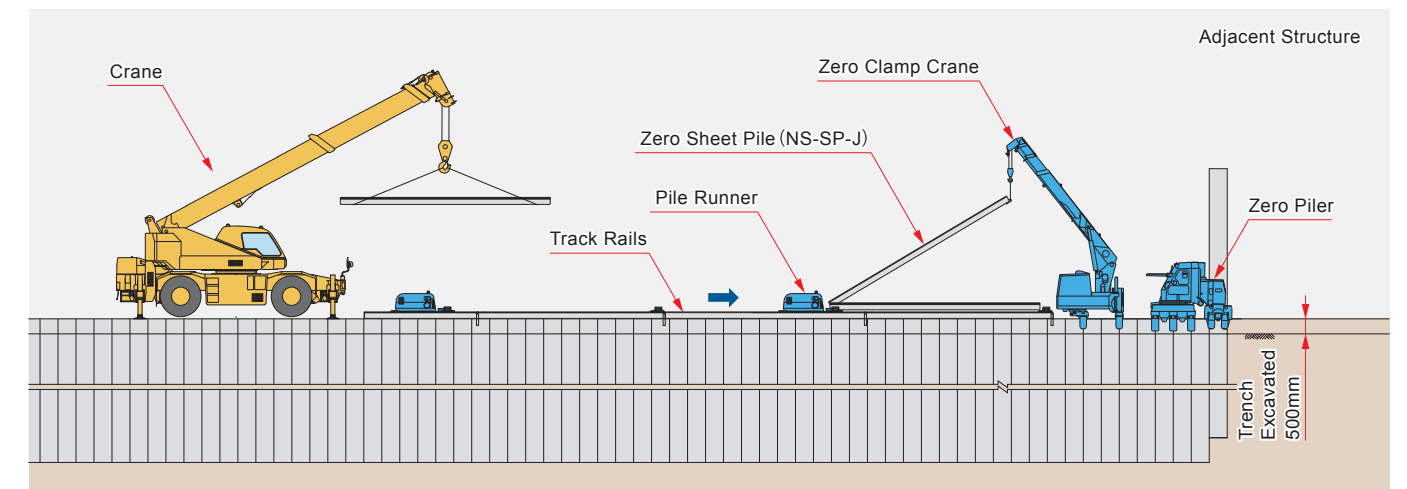 Adjacent Structure
Crane
Zero Clamp Crane
Zero Sheet Pile (NS-SP-J)
Pile Runner
Zero Piler
Track Rails
Trench
Excavated
500mm